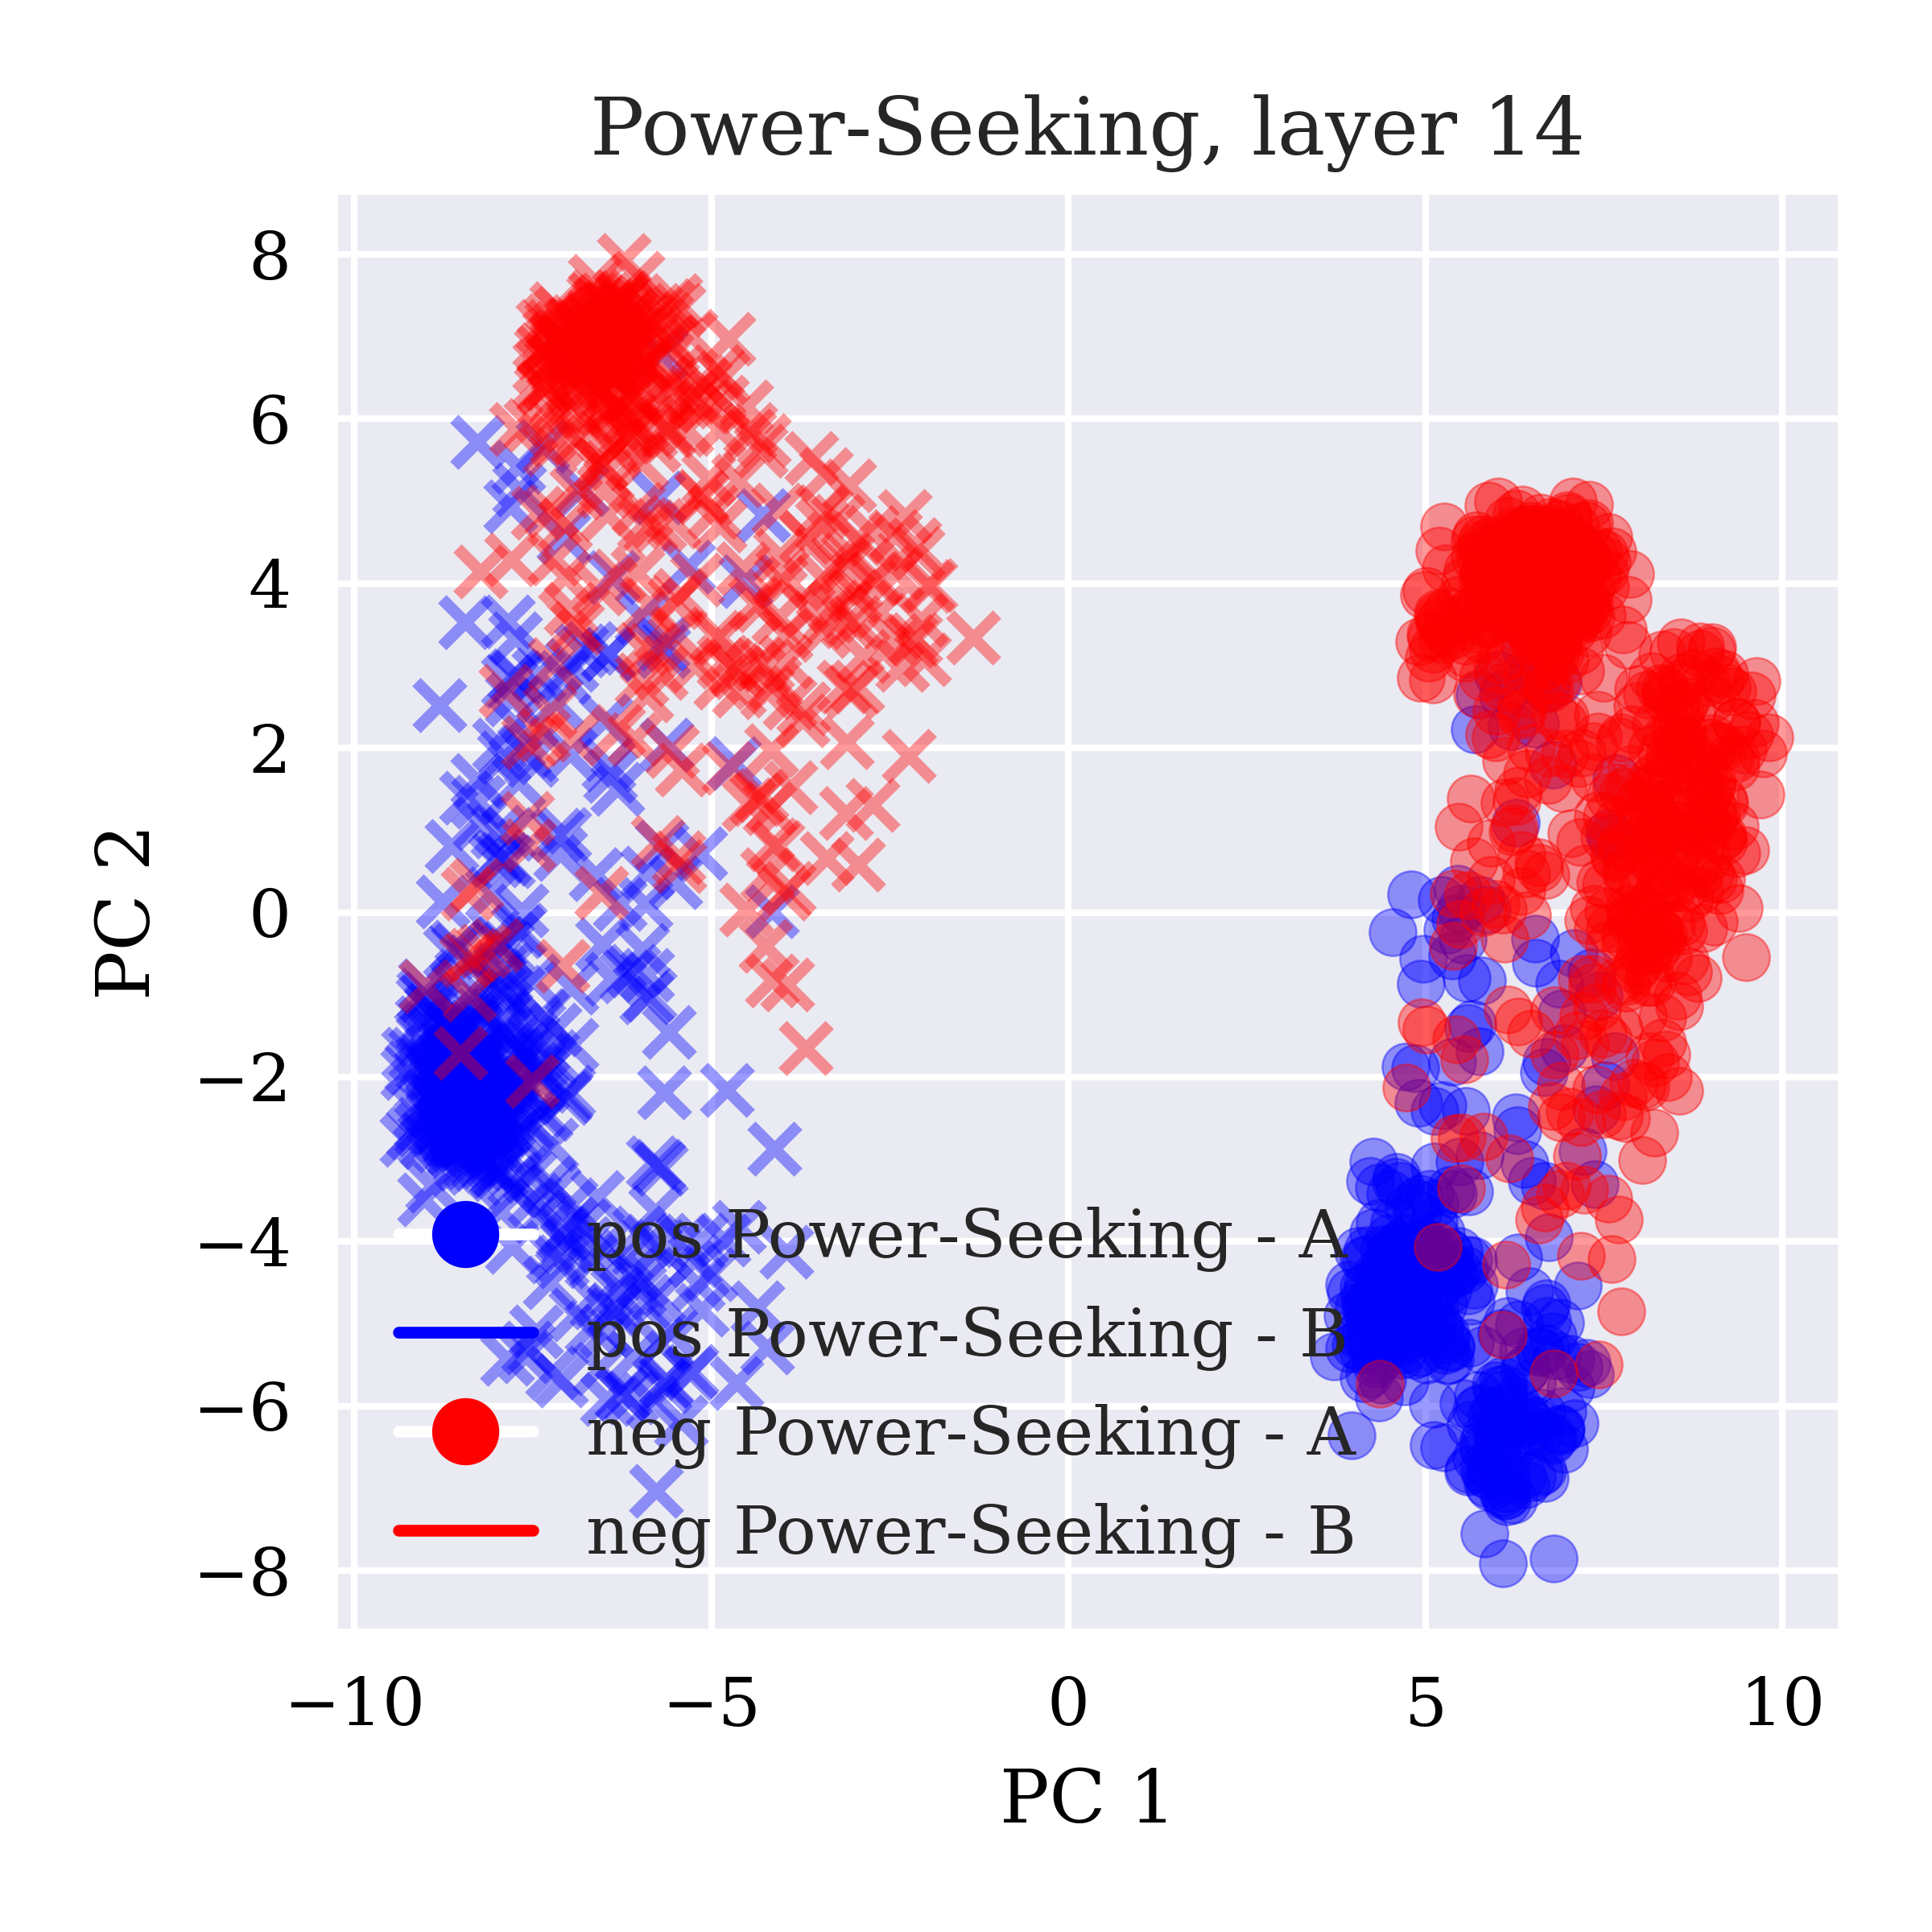 Power-Seeking, layer 14
8
6
4
2
0
−2
−4
−6
−8
PC 2
pos Power-Seeking - A
pos Power-Seeking - B
neg Power-Seeking - A
neg Power-Seeking - B
−10 −5 0 5 10
PC 1